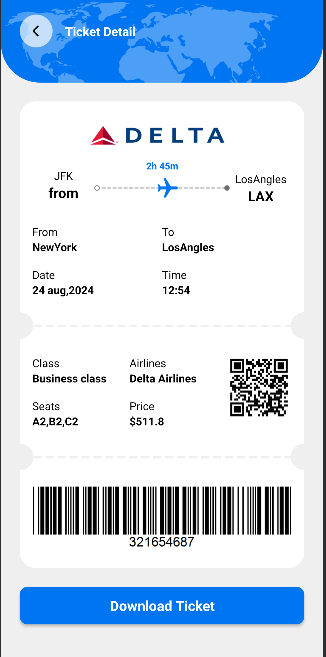 Ticket Detail
DELTA
2h 45m
JFK
from
LosAngles
LAX
From
To
NewYork
LosAngles
Date
Time
24 aug,2024
12:54
Class
Airlines
Business class
Delta Airlines
Seats
Price
A2,B2,C2
$511.8
321654687
Download Ticket